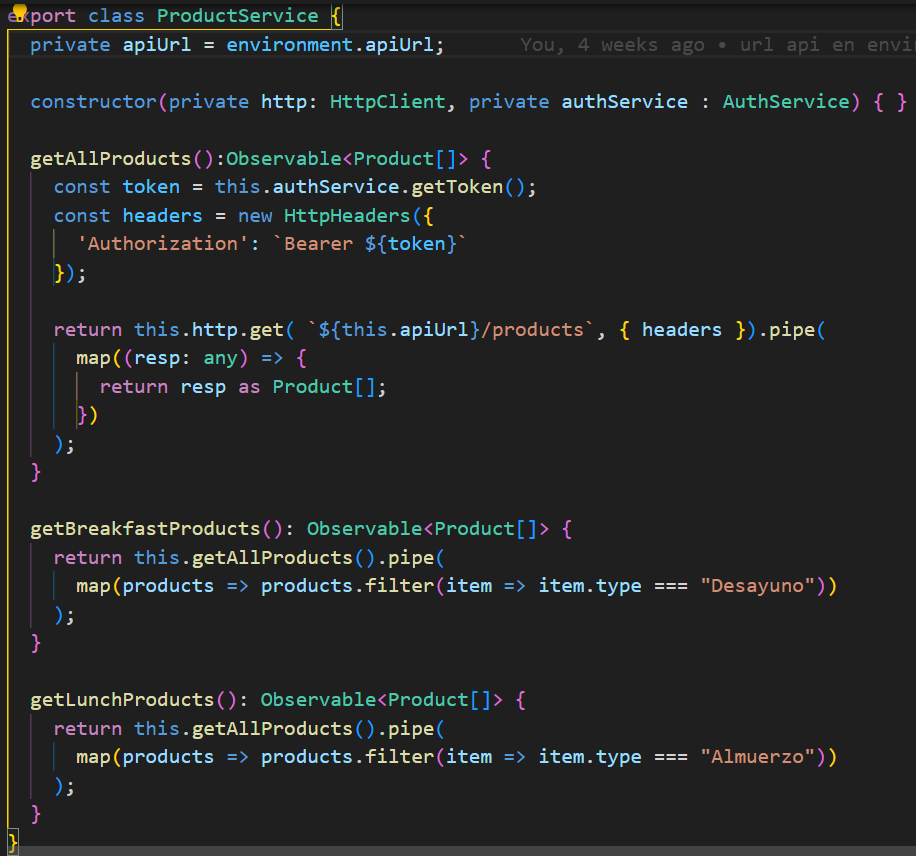 export class ProductService {
private apiUrl = environment.apiUrl; You, 4 weeks ago • url api en envi
constructor(private http: HttpClient, private authService : AuthService) { }
getAllProducts():Observable<Product[]> {
const token = this.authService.getToken();
const headers = new HttpHeaders({
'Authorization': `Bearer ${token}`
});
return this.http.get( `${this.apiUrl}/products`, { headers }).pipe(
map((resp: any) => {
return resp as Product[];
})
);
}
getBreakfastProducts(): Observable<Product[]> {
return this.getAllProducts().pipe(
map(products => products.filter(item => item.type === "Desayuno"))
);
}
getLunchProducts(): Observable<Product[]> {
return this.getAllProducts().pipe(
map(products => products.filter(item => item.type === "Almuerzo"))
);
}
}